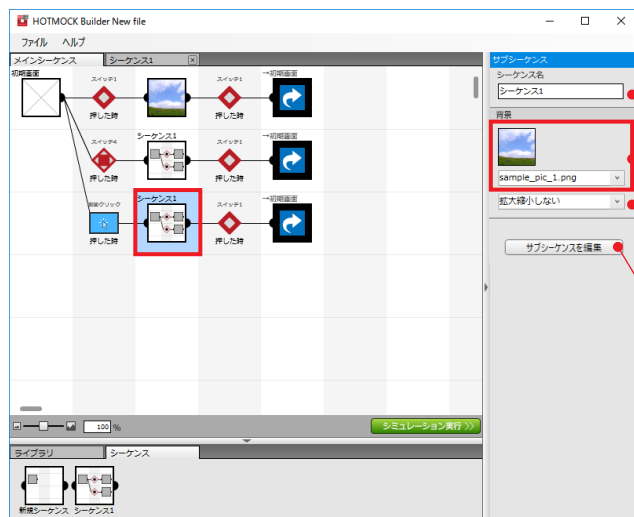 HOTMOCK Builder New file
ファイル ヘルプ
メインシーケンス シーケンス1
サブシーケンス
初期画面
シーケンス名
シーケンス1
背景
sample_pic_1.png
拡大縮小しない
サブシーケンスを編集
スイッチ1 スイッチ1 →初期画面
押した時 押した時
スイッチ4 シーケンス1 スイッチ1 →初期画面
押した時 押した時
画面クリック シーケンス1 スイッチ1 →初期画面
押した時 押した時
100 %
シミュレーション実行 >>
ライブラリ シーケンス
新規シーケンス シーケンス1